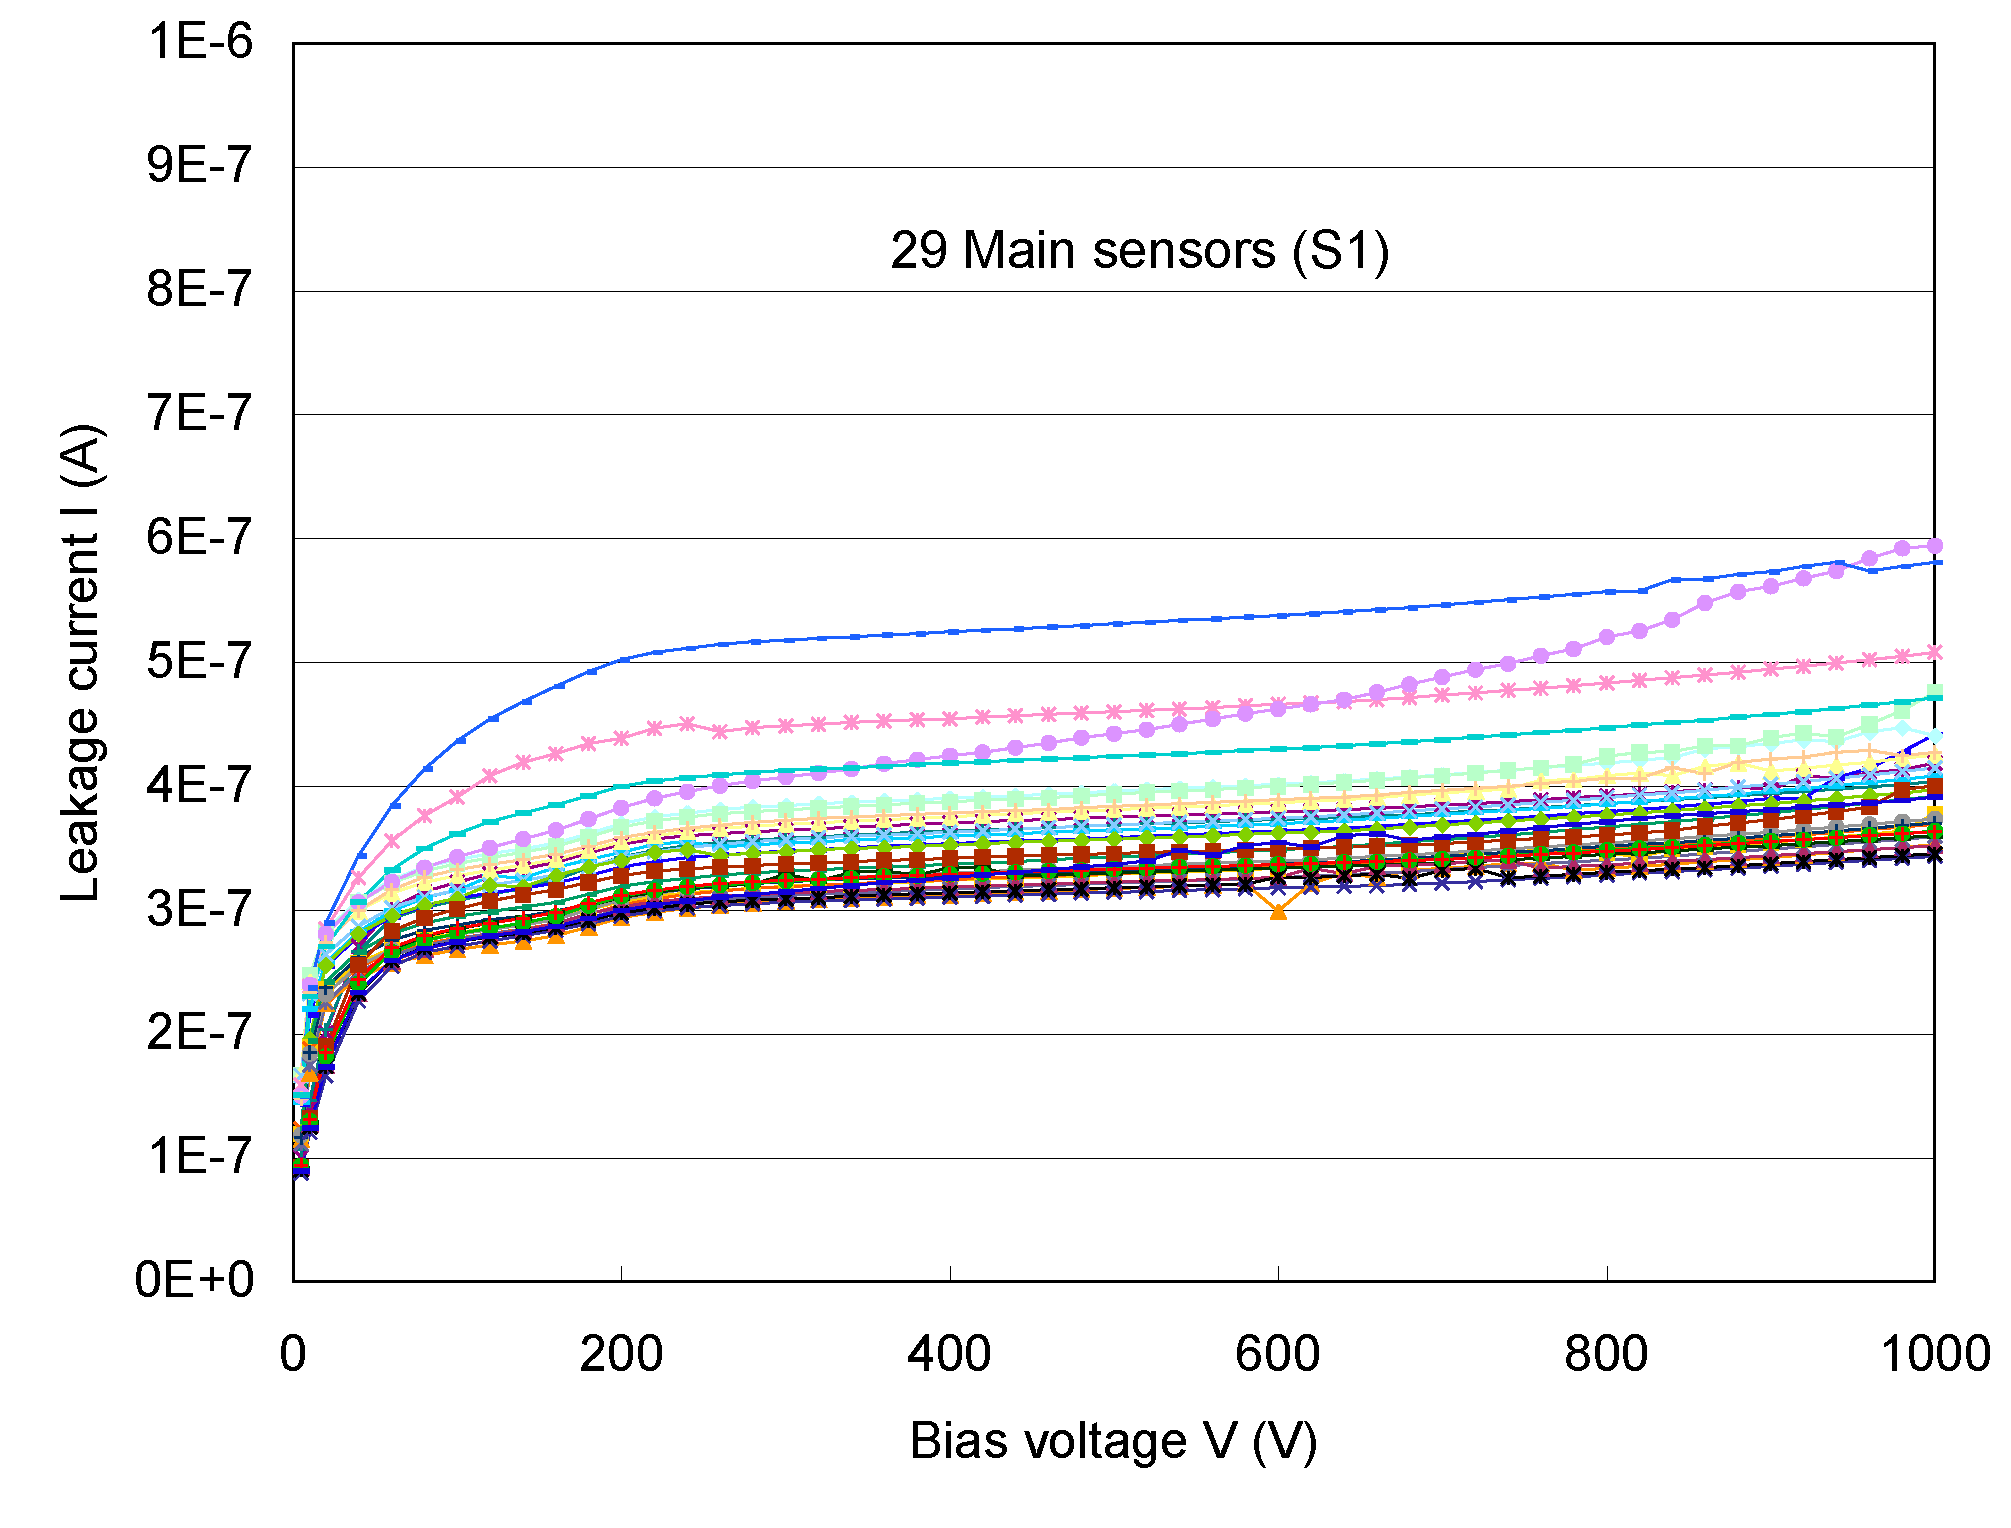 1E-6
9E-7
29 Main sensors (S1)
8E-7
7E-7
6E-7
5E-7
4E-7
3E-7
2E-7
1E-7
0E+0
Leakage current I (A)
0 200 400 600 800 1000
Bias voltage V (V)